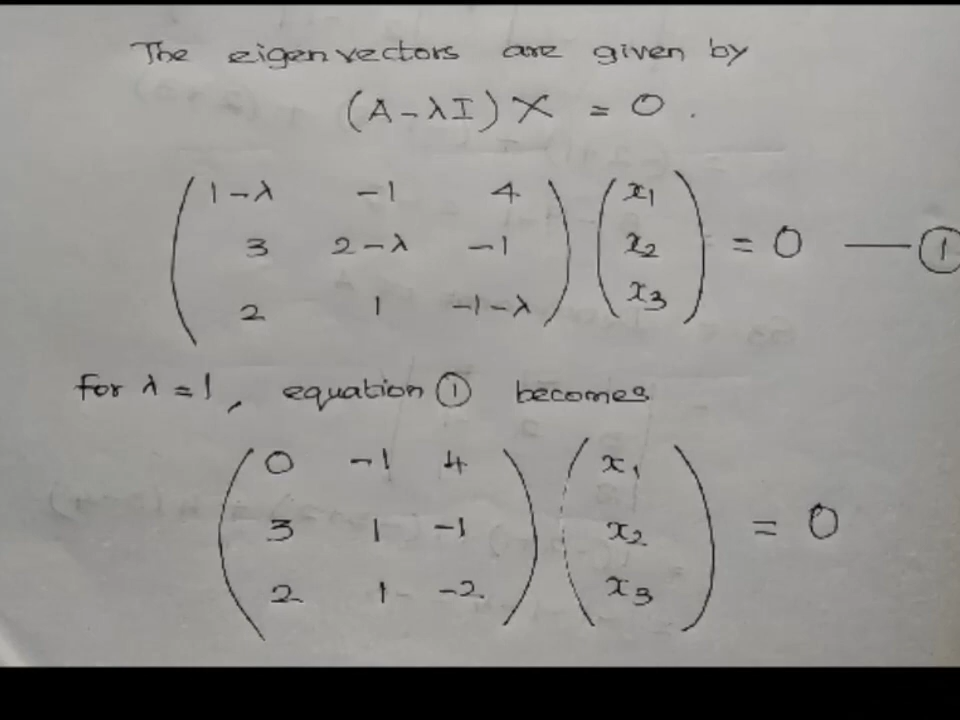 The eigenvectors are given by
(A-λI) X = 0.
(1-λ -1 4) (x1)
(3 2-λ -1) (x2) = 0 — ①
(2 1 -1-λ) (x3)
for λ=1, equation ① becomes
(0 -1 4) (x1)
(3 1 -1) (x2) = 0
(2 1 -2) (x3)